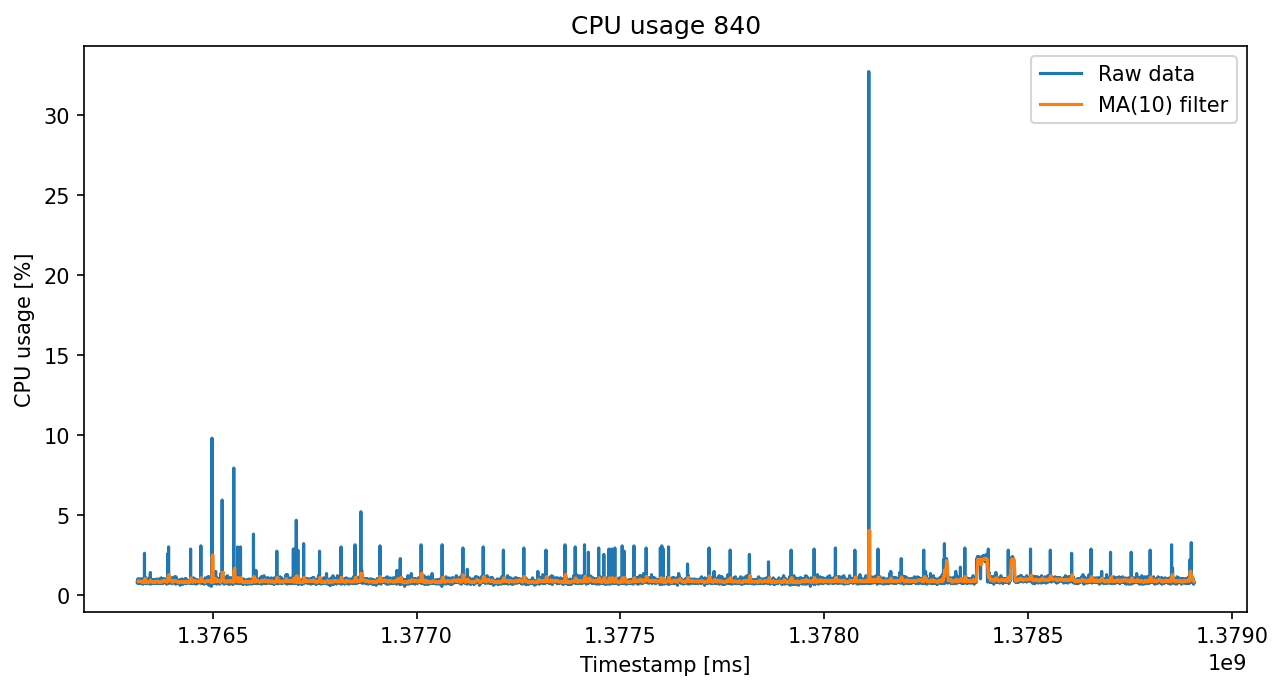 CPU usage 840
Raw data
MA(10) filter
CPU usage [%]
30
25
20
15
10
5
0
1.3765 1.3770 1.3775 1.3780 1.3785 1.3790
1e9
Timestamp [ms]